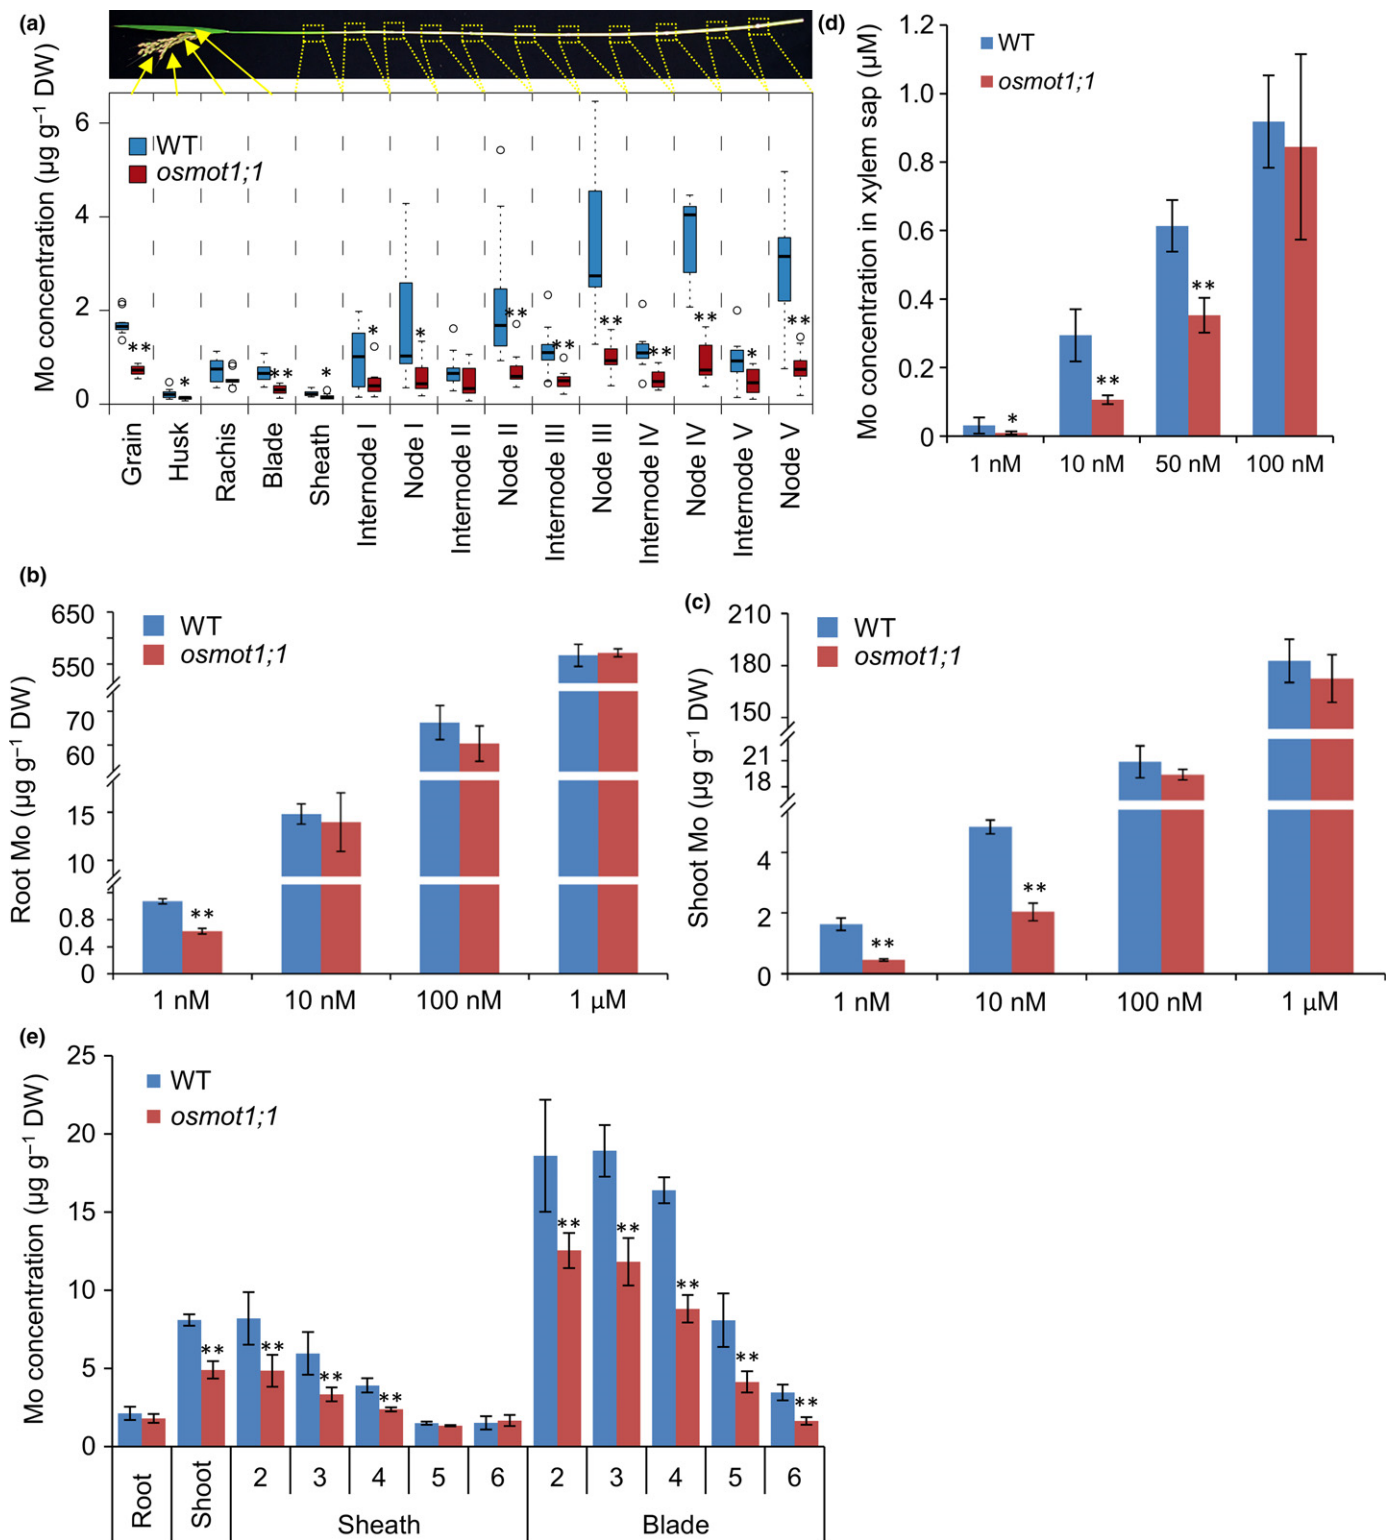 (a)
Mo concentration (µg g⁻¹ DW)
6
4
2
0
WT
osmot1;1
**
*
**
*
*
*
**
**
**
**
**
*
**
Grain
Husk
Rachis
Blade
Sheath
Internode I
Node I
Internode II
Node II
Internode III
Node III
Internode IV
Node IV
Internode V
Node V
(d)
Mo concentration in xylem sap (µM)
1.2
1.0
0.8
0.6
0.4
0.2
0
WT
osmot1;1
*
**
**
1 nM
10 nM
50 nM
100 nM
(b)
Root Mo (µg g⁻¹ DW)
650
550
70
60
15
10
0.8
0.4
0
WT
osmot1;1
**
1 nM
10 nM
100 nM
1 µM
(c)
Shoot Mo (µg g⁻¹ DW)
210
180
150
21
18
4
2
0
WT
osmot1;1
**
**
1 nM
10 nM
100 nM
1 µM
(e)
Mo concentration (µg g⁻¹ DW)
25
20
15
10
5
0
WT
osmot1;1
**
**
**
**
**
**
**
**
**
Root
Shoot
2
3
4
5
6
2
3
4
5
6
Sheath
Blade